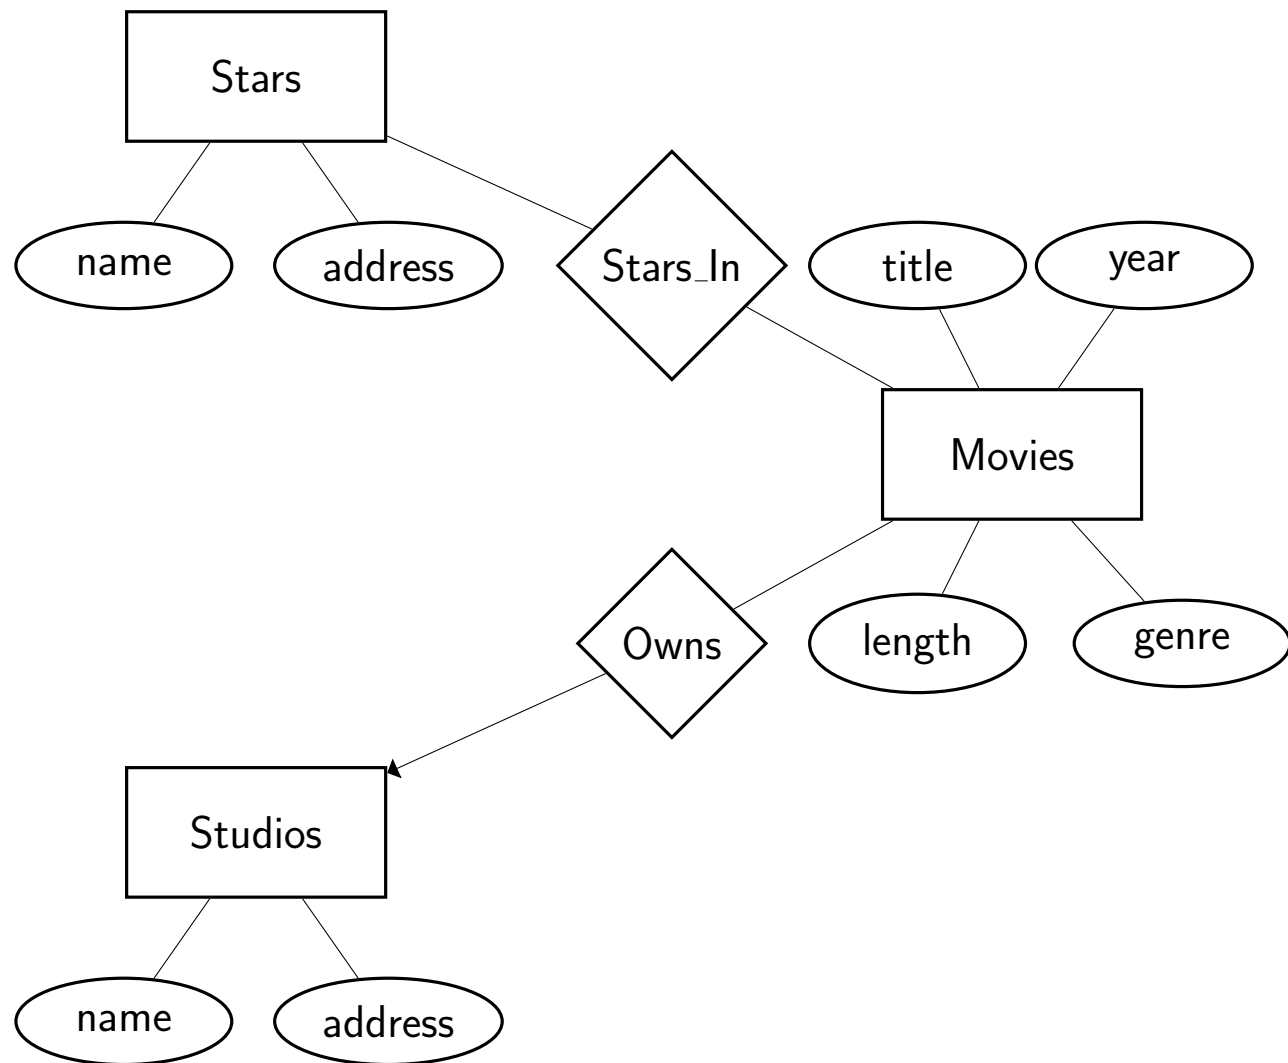 Stars
name
address
Stars_In
title
year
Movies
Owns
length
genre
Studios
name
address